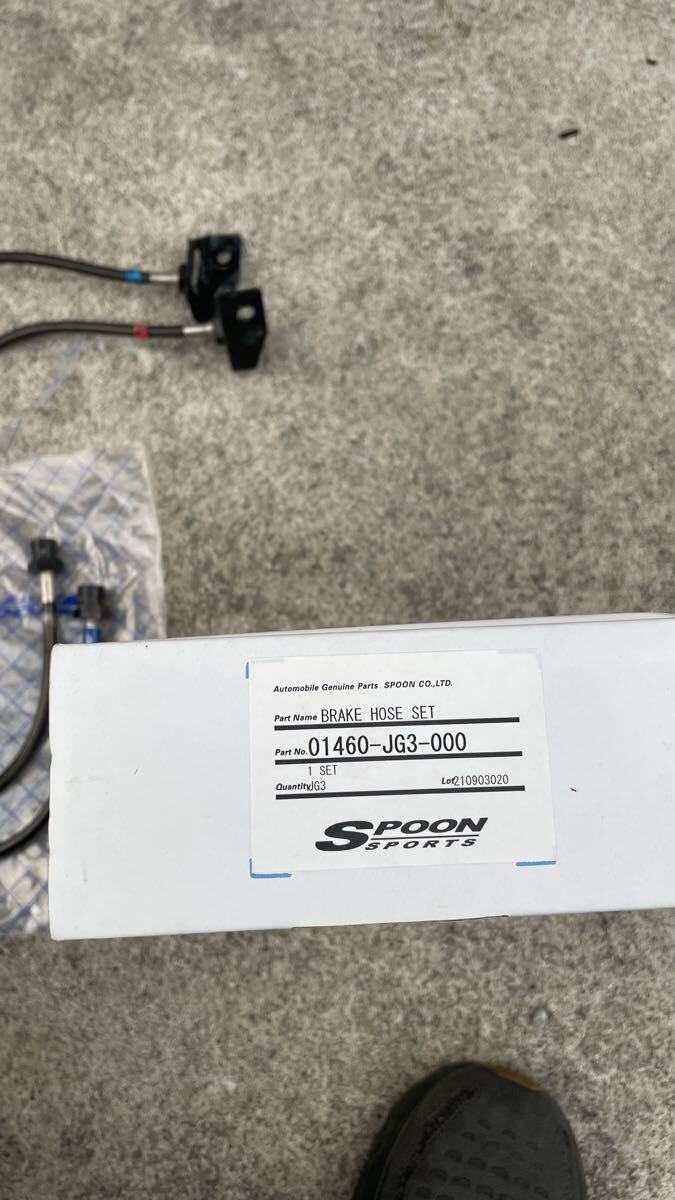 Automobile Genuine Parts SPOON CO.,LTD.
Part Name BRAKE HOSE SET
Part No. 01460-JG3-000
1 SET
Quantity JG3 Lot 210903020
SPOON
SPORTS